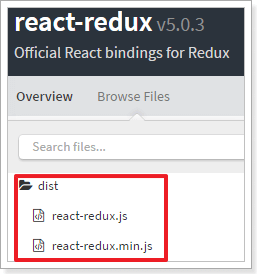 react-redux v5.0.3
Official React bindings for Redux
Overview Browse Files
Search files...
dist
react-redux.js
react-redux.min.js